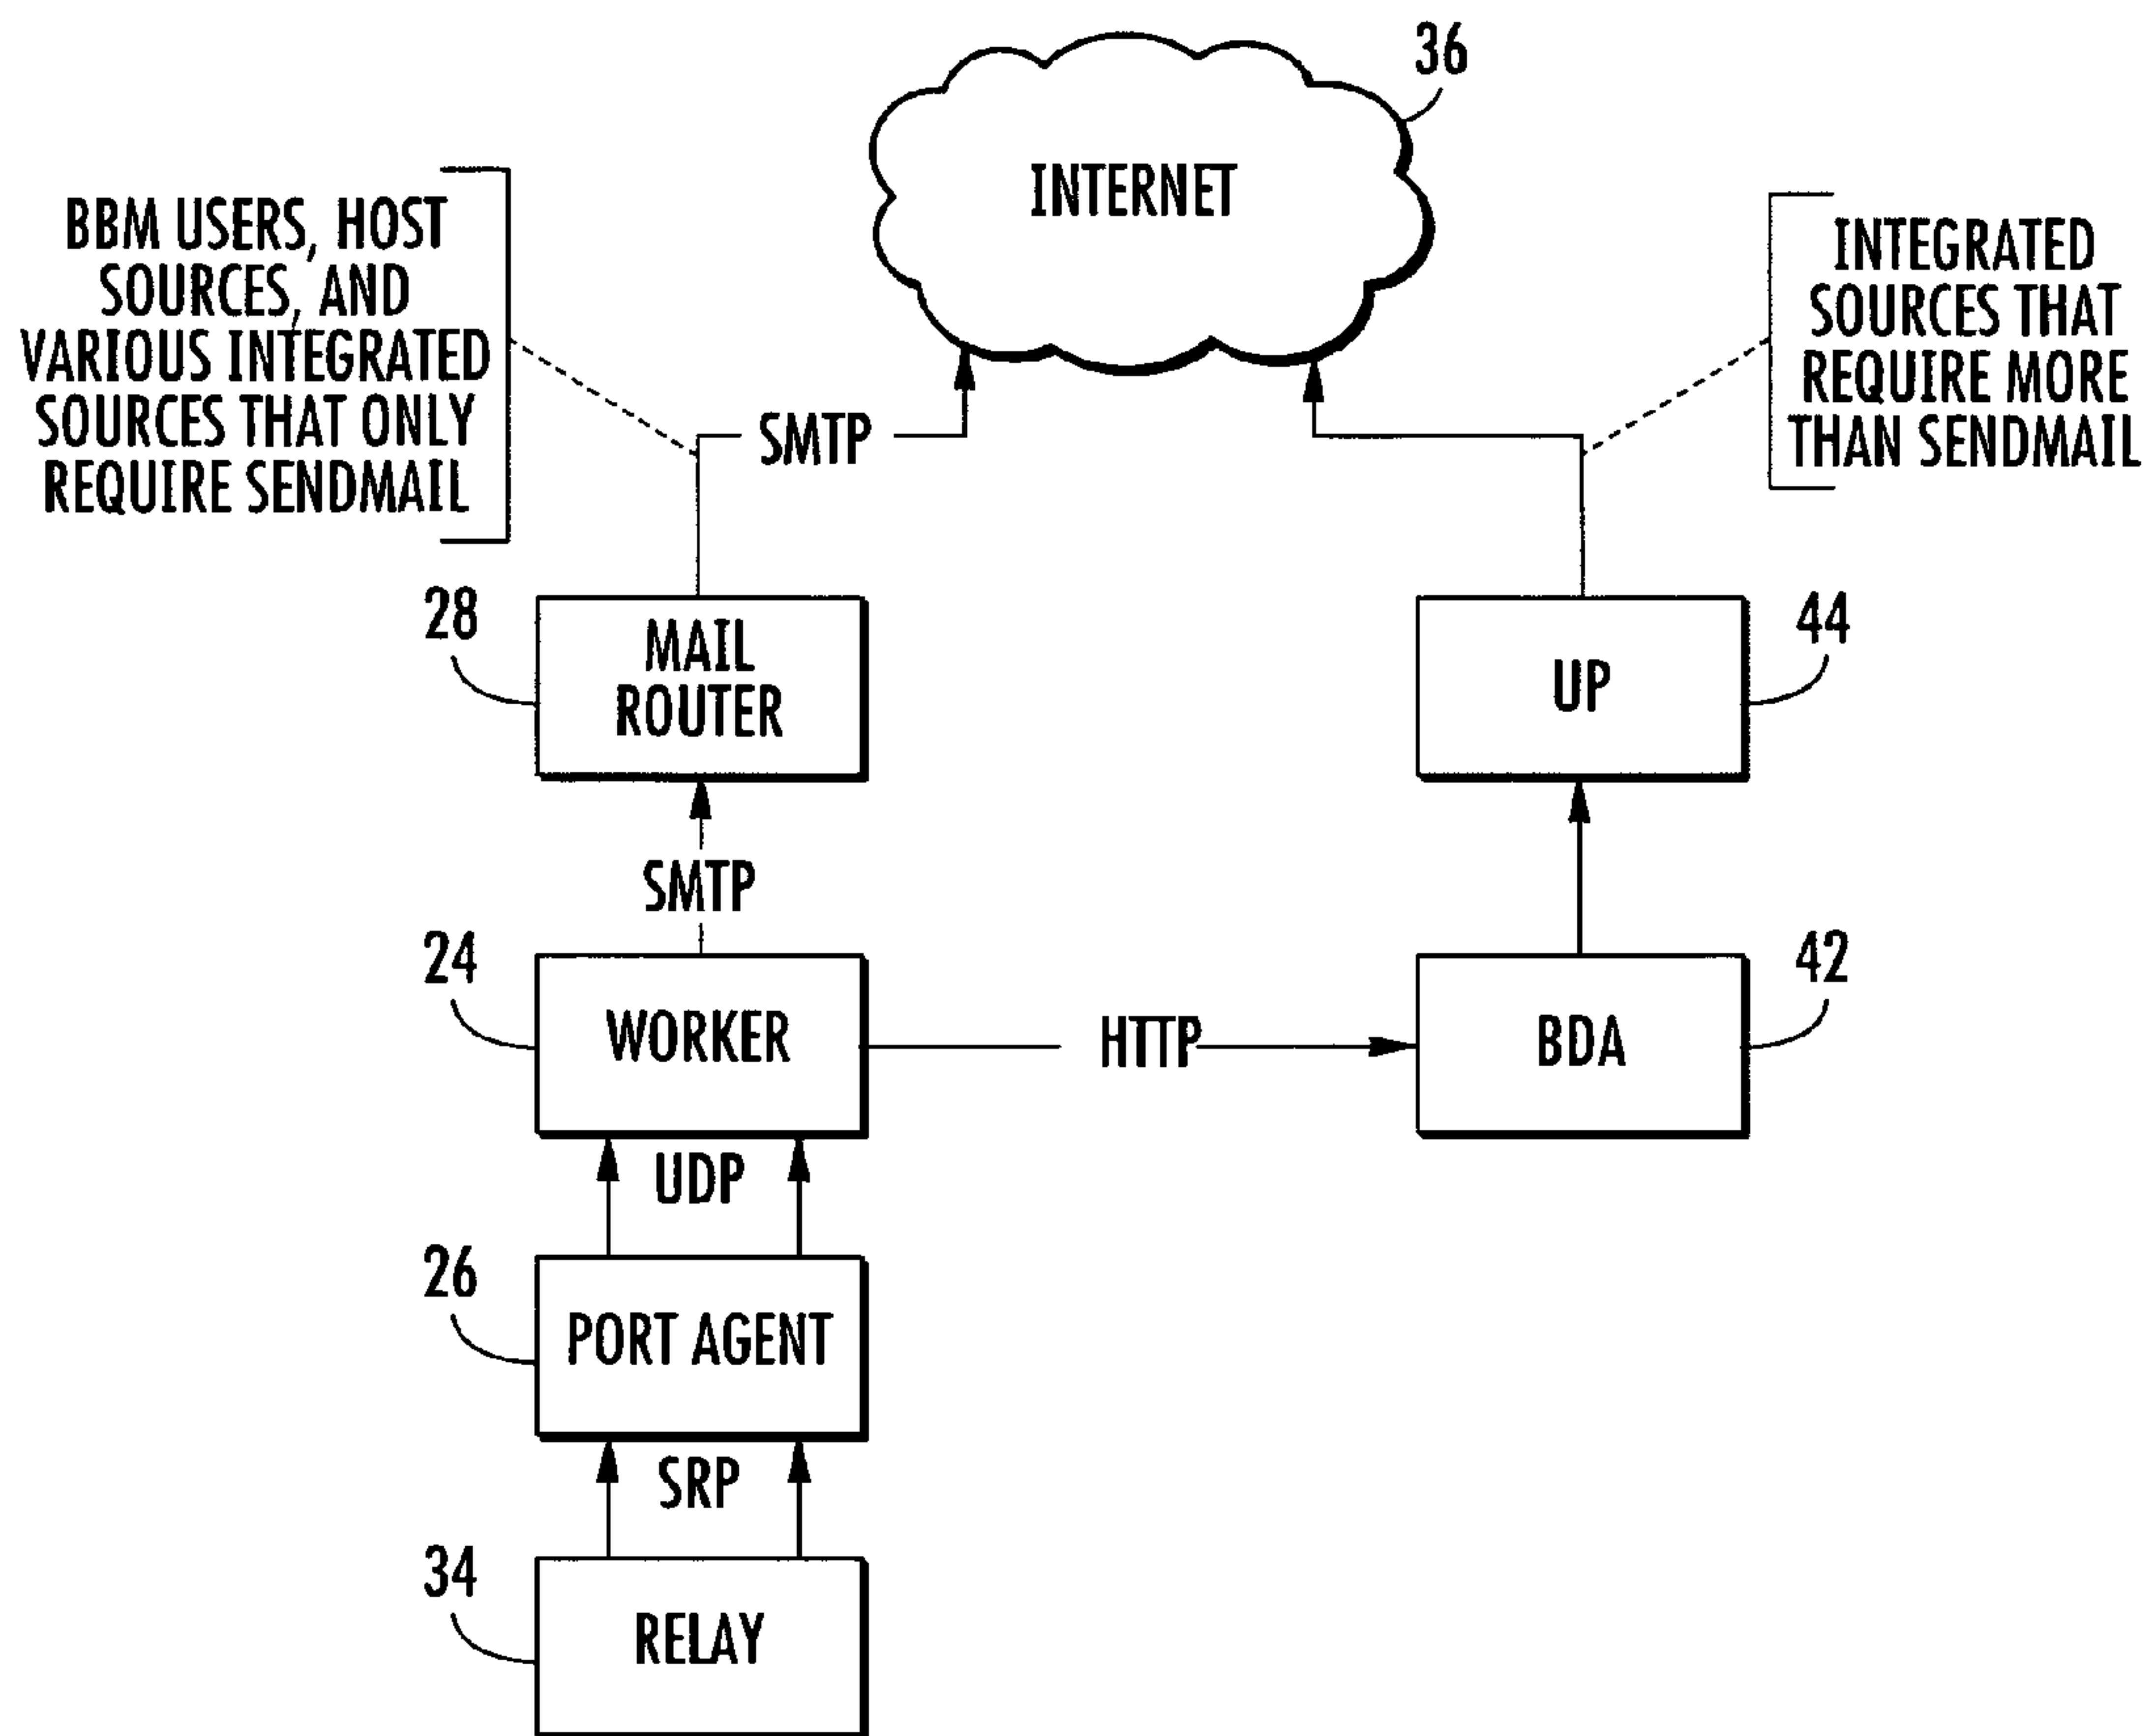 36
INTERNET
BBM USERS, HOST
SOURCES, AND
VARIOUS INTEGRATED
SOURCES THAT ONLY
REQUIRE SENDMAIL
INTEGRATED
SOURCES THAT
REQUIRE MORE
THAN SENDMAIL
SMTP
28
MAIL
ROUTER
44
UP
SMTP
24
WORKER
HTTP
42
BDA
UDP
26
PORT AGENT
SRP
34
RELAY